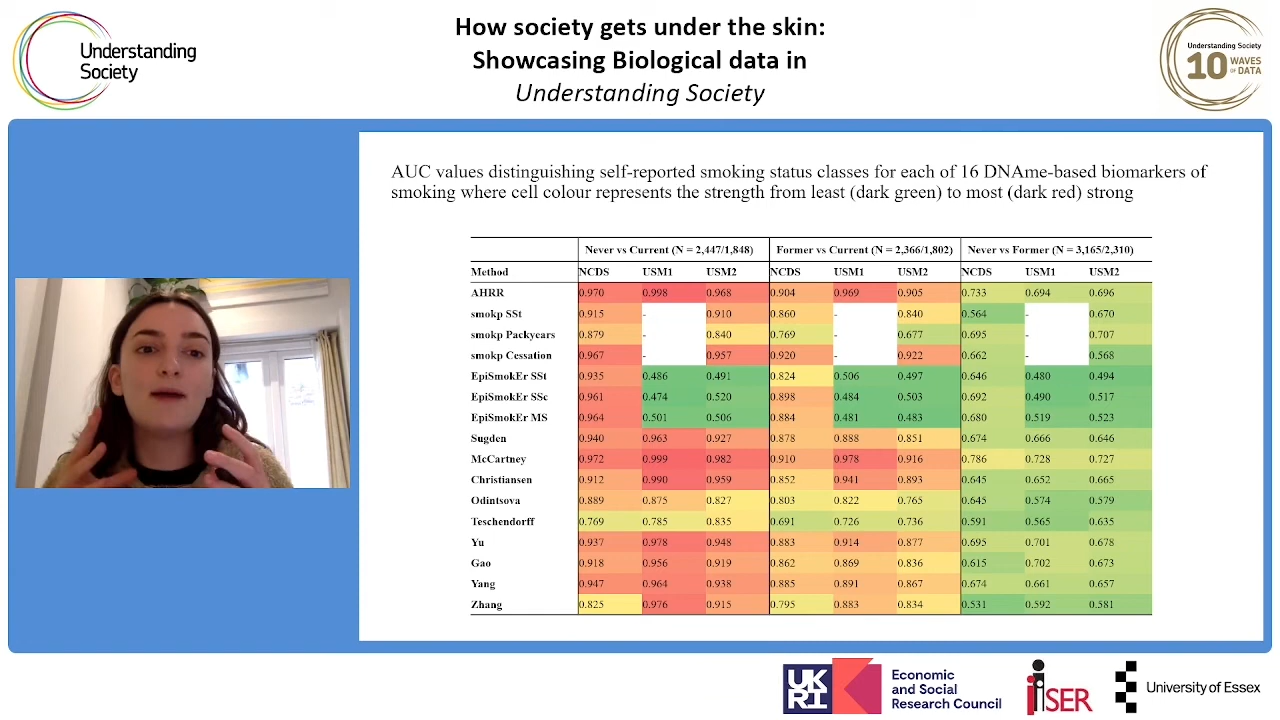 Understanding
Society
How society gets under the skin:
Showcasing Biological data in
Understanding Society
Understanding Society
10 WAVES
OF DATA
AUC values distinguishing self-reported smoking status classes for each of 16 DNAme-based biomarkers of
smoking where cell colour represents the strength from least (dark green) to most (dark red) strong
Never vs Current (N = 2,447/1,848) Former vs Current (N = 2,366/1,802) Never vs Former (N = 3,165/2,310)
Method NCDS USM1 USM2 NCDS USM1 USM2 NCDS USM1 USM2
AHRR 0.970 0.998 0.968 0.904 0.969 0.905 0.733 0.694 0.696
smokp SSt 0.915 - 0.910 0.860 - 0.840 0.564 - 0.670
smokp Packyears 0.879 - 0.840 0.769 - 0.677 0.695 - 0.707
smokp Cessation 0.967 - 0.957 0.920 - 0.922 0.662 - 0.568
EpiSmokEr SSt 0.935 0.486 0.491 0.824 0.506 0.497 0.646 0.480 0.494
EpiSmokEr SSc 0.961 0.474 0.520 0.898 0.484 0.503 0.692 0.490 0.517
EpiSmokEr MS 0.964 0.501 0.506 0.884 0.481 0.483 0.680 0.519 0.523
Sugden 0.940 0.963 0.927 0.878 0.888 0.851 0.674 0.666 0.646
McCartney 0.972 0.999 0.982 0.910 0.978 0.916 0.786 0.728 0.727
Christiansen 0.912 0.990 0.959 0.852 0.941 0.893 0.645 0.652 0.665
Odintsova 0.889 0.875 0.827 0.803 0.822 0.765 0.645 0.574 0.579
Teschendorff 0.769 0.785 0.835 0.691 0.726 0.736 0.591 0.565 0.635
Yu 0.937 0.978 0.948 0.883 0.914 0.877 0.695 0.701 0.678
Gao 0.918 0.956 0.919 0.862 0.869 0.836 0.615 0.702 0.673
Yang 0.947 0.964 0.938 0.885 0.891 0.867 0.674 0.661 0.657
Zhang 0.825 0.976 0.915 0.795 0.883 0.834 0.531 0.592 0.581
UK
RI
Economic
and Social
Research Council
iiSER
University of Essex